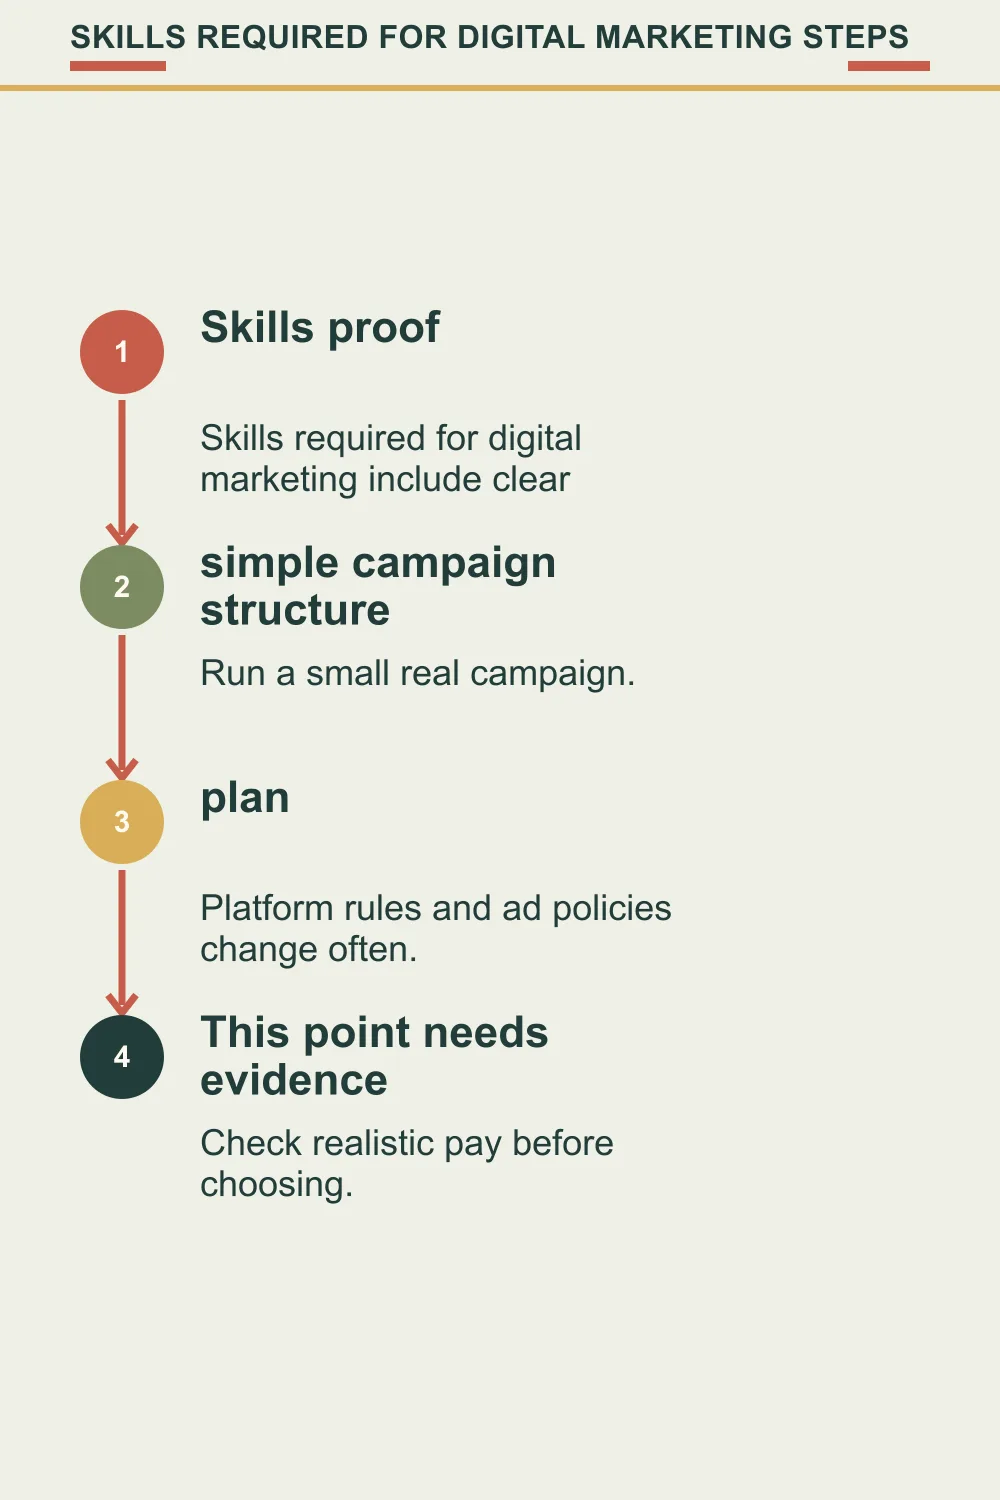 SKILLS REQUIRED FOR DIGITAL MARKETING STEPS
1
Skills proof
Skills required for digital
marketing include clear
2
simple campaign
structure
Run a small real campaign.
3
plan
Platform rules and ad policies
change often.
4
This point needs
evidence
Check realistic pay before
choosing.